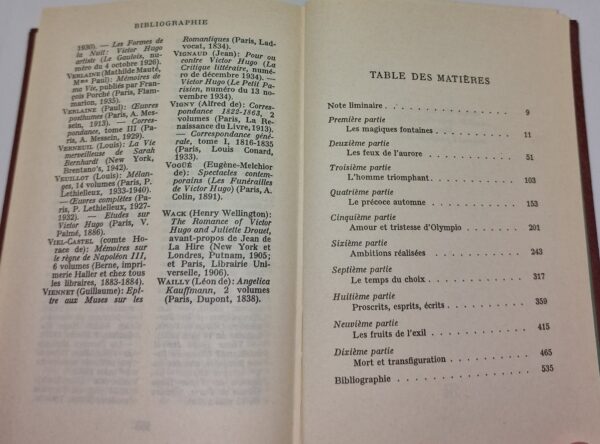 BIBLIOGRAPHIE
1930). — Les Formes de
la Nuit: Victor Hugo
artiste (Le Gaulois, nu-
méro du 4 octobre 1926).
VERLAINE (Mathilde Mauté,
Mme Paul): Mémoires de
ma Vie, publiés par Fran-
çois Porché (Paris, Flam-
marion, 1935).
VERLAINE (Paul): Œuvres
posthumes (Paris, A. Mes-
sein, 1913). — Corres-
pondance, tome III (Pa-
ris, A. Messein, 1929).
VERNEUIL (Louis): La Vie
merveilleuse de Sarah
Bernhardt (New York,
Brentano's, 1942).
VEUILLOT (Louis): Mélan-
ges, 14 volumes (Paris, P.
Lethielleux, 1933-1940).
— Œuvres complètes (Pa-
ris, P. Lethielleux, 1927-
1932). — Etudes sur
Victor Hugo (Paris, V.
Palmé, 1886).
VIEL-CASTEL (comte Ho-
race de): Mémoires sur
le règne de Napoléon III,
6 volumes (Berne, impri-
merie Haller et chez tous
les libraires, 1883-1884).
VIENNET (Guillaume): Epî-
tre aux Muses sur les
Romantiques (Paris, Lad-
vocat, 1834).
VIGNAUD (Jean): Pour ou
contre Victor Hugo (La
Critique littéraire, numé-
ro de décembre 1934). —
Victor Hugo (Le Petit Pa-
risien, numéro du 13 no-
vembre 1934).
VIGNY (Alfred de): Corres-
pondance 1822-1863, 2
volumes (Paris, La Re-
naissance du Livre, 1913).
— Correspondance géné-
rale, tome I, 1816-1835
(Paris, Louis Conard,
1933).
VOGUÉ (Eugène-Melchior
de): Spectacles contem-
porains (Les Funérailles
de Victor Hugo) (Paris, A.
Colin, 1891).
WACK (Henry Wellington):
The Romance of Victor
Hugo and Juliette Drouet,
avant-propos de Jean de
La Hire (New York et
Londres, Putnam, 1905;
et Paris, Librairie Uni-
verselle, 1906).
WAILLY (Léon de): Angelica
Kauffmann, 2 volumes
(Paris, Dupont, 1838).
TABLE DES MATIÈRES
Note liminaire . . . . . . . . . . . 9
Première partie
Les magiques fontaines . . . . . . . . 11
Deuxième partie
Les feux de l'aurore . . . . . . . . . 51
Troisième partie
L'homme triomphant . . . . . . . . . 103
Quatrième partie
Le précoce automne . . . . . . . . . 153
Cinquième partie
Amour et tristesse d'Olympio . . . . . 201
Sixième partie
Ambitions réalisées . . . . . . . . . 243
Septième partie
Le temps du choix . . . . . . . . . . 317
Huitième partie
Proscrits, esprits, écrits . . . . . . 359
Neuvième partie
Les fruits de l'exil . . . . . . . . . 415
Dixième partie
Mort et transfiguration . . . . . . . 465
Bibliographie . . . . . . . . . . . . 535